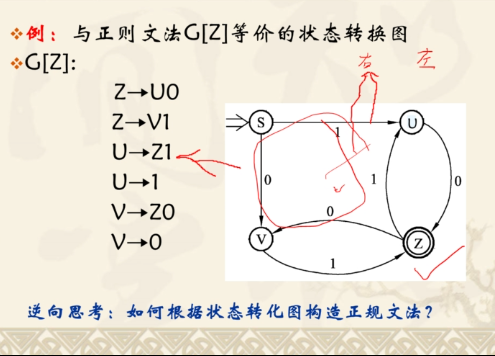 例：与正则文法G[Z]等价的状态转换图
G[Z]:
右 左
Z→U0
Z→V1
U→Z1
U→1
V→Z0
V→0
S 1 U
0 1 0
0
V Z
1
逆向思考：如何根据状态转化图构造正规文法？